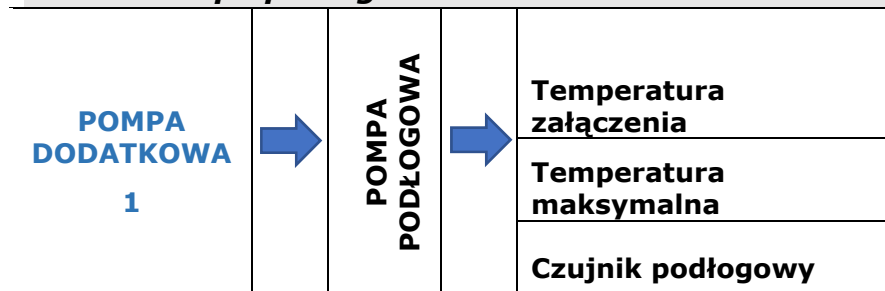 POMPA
DODATKOWA
1
POMPA
PODŁOGOWA
Temperatura
załączenia
Temperatura
maksymalna
Czujnik podłogowy